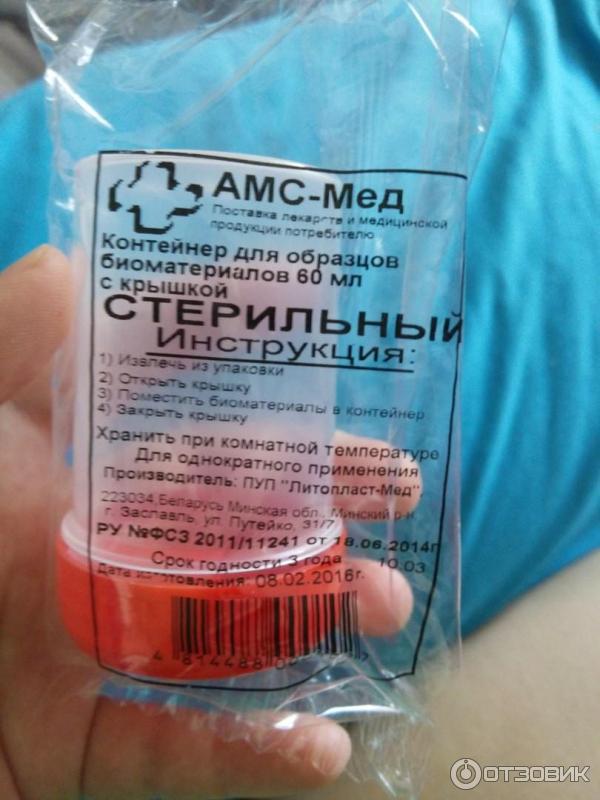 АМС-Мед
Поставка лекарств и медицинской
продукции потребителю
Контейнер для образцов
биоматериалов 60 мл
с крышкой
СТЕРИЛЬНЫЙ
Инструкция:
1) Извлечь из упаковки
2) Открыть крышку
3) Поместить биоматериалы в контейнер
4) Закрыть крышку
Хранить при комнатной температуре
Для однократного применения
Производитель: ПУП "Литопласт-Мед",
223034,Беларусь Минская обл., Минский р-н,
г. Заславль, ул. Путейко, 31/7
РУ №ФСЗ 2011/11241 от 18.06.2014г
Срок годности 3 года 10.03
Дата изготовления: 08.02.2016г.
4 814488
ОТЗОВИК